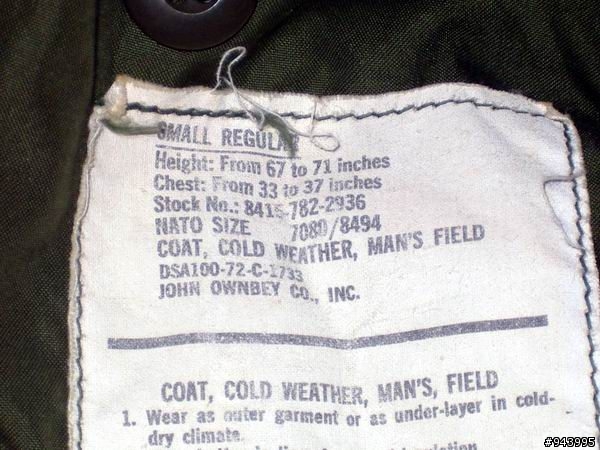 SMALL REGULAR
Height: From 67 to 71 inches
Chest: From 33 to 37 inches
Stock No.: 8415-782-2936
NATO SIZE 7080/8494
COAT, COLD WEATHER, MAN'S FIELD
DSA100-72-C-1733
JOHN OWNBEY CO., INC.
COAT, COLD WEATHER, MAN'S, FIELD
1. Wear as outer garment or as under-layer in cold-
dry climate.
#943995